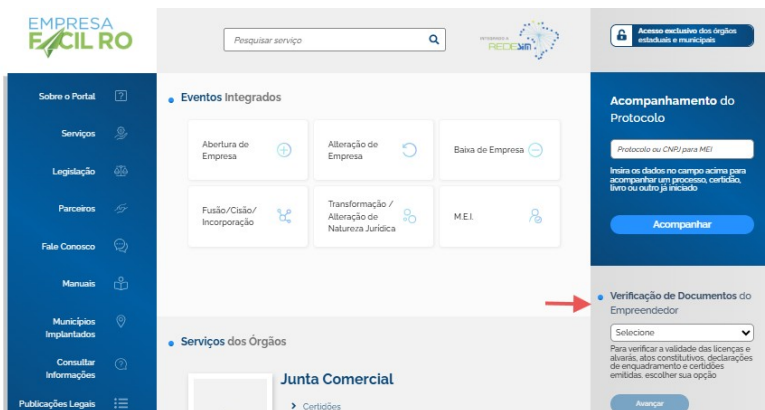 EMPRESA
FÁCIL RO
Pesquisar serviço
INTEGRANDO A
REDESIM
Acesso exclusivo dos órgãos
estaduais e municipais
Sobre o Portal
Serviços
Legislação
Parceiros
Fale Conosco
Manuais
Municípios
Implantados
Consultar
Informações
Publicações Legais
Eventos Integrados
Abertura de
Empresa
Alteração de
Empresa
Baixa de Empresa
Fusão/Cisão/
Incorporação
Transformação /
Alteração de
Natureza Jurídica
M.E.I.
Serviços dos Órgãos
Junta Comercial
Certidões
Acompanhamento do
Protocolo
Protocolo ou CNPJ para MEI
Insira os dados no campo acima para
acompanhar um processo, certidão,
livro ou outro já iniciado
Acompanhar
Verificação de Documentos do
Empreendedor
Selecione
Para verificar a validade das licenças e
alvarás, atos constitutivos, declarações
de enquadramento e certidões
emitidas. escolher sua opção
Avançar